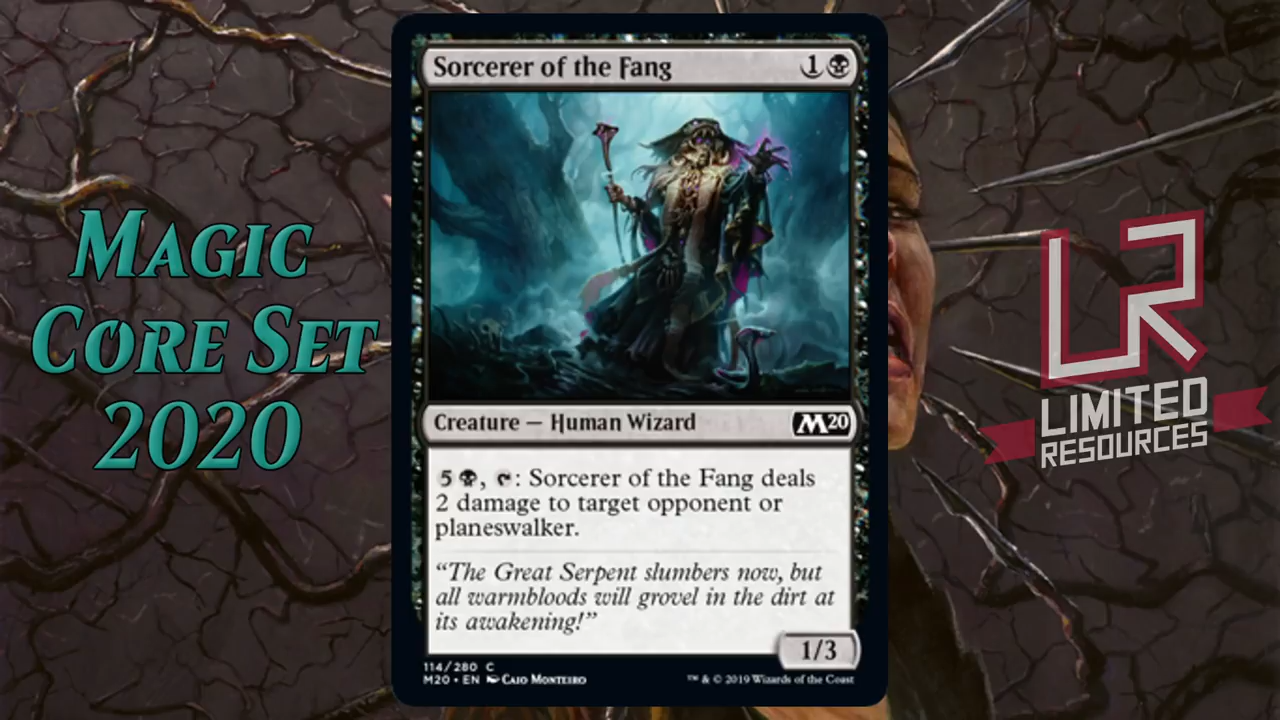 Magic
Core Set
2020
Sorcerer of the Fang 1
Creature — Human Wizard M20
5, : Sorcerer of the Fang deals
2 damage to target opponent or
planeswalker.
“The Great Serpent slumbers now, but
all warmbloods will grovel in the dirt at
its awakening!”
1/3
114/280 C
M20 • EN Caio Monteiro
™ & © 2019 Wizards of the Coast
LR
LIMITED
RESOURCES